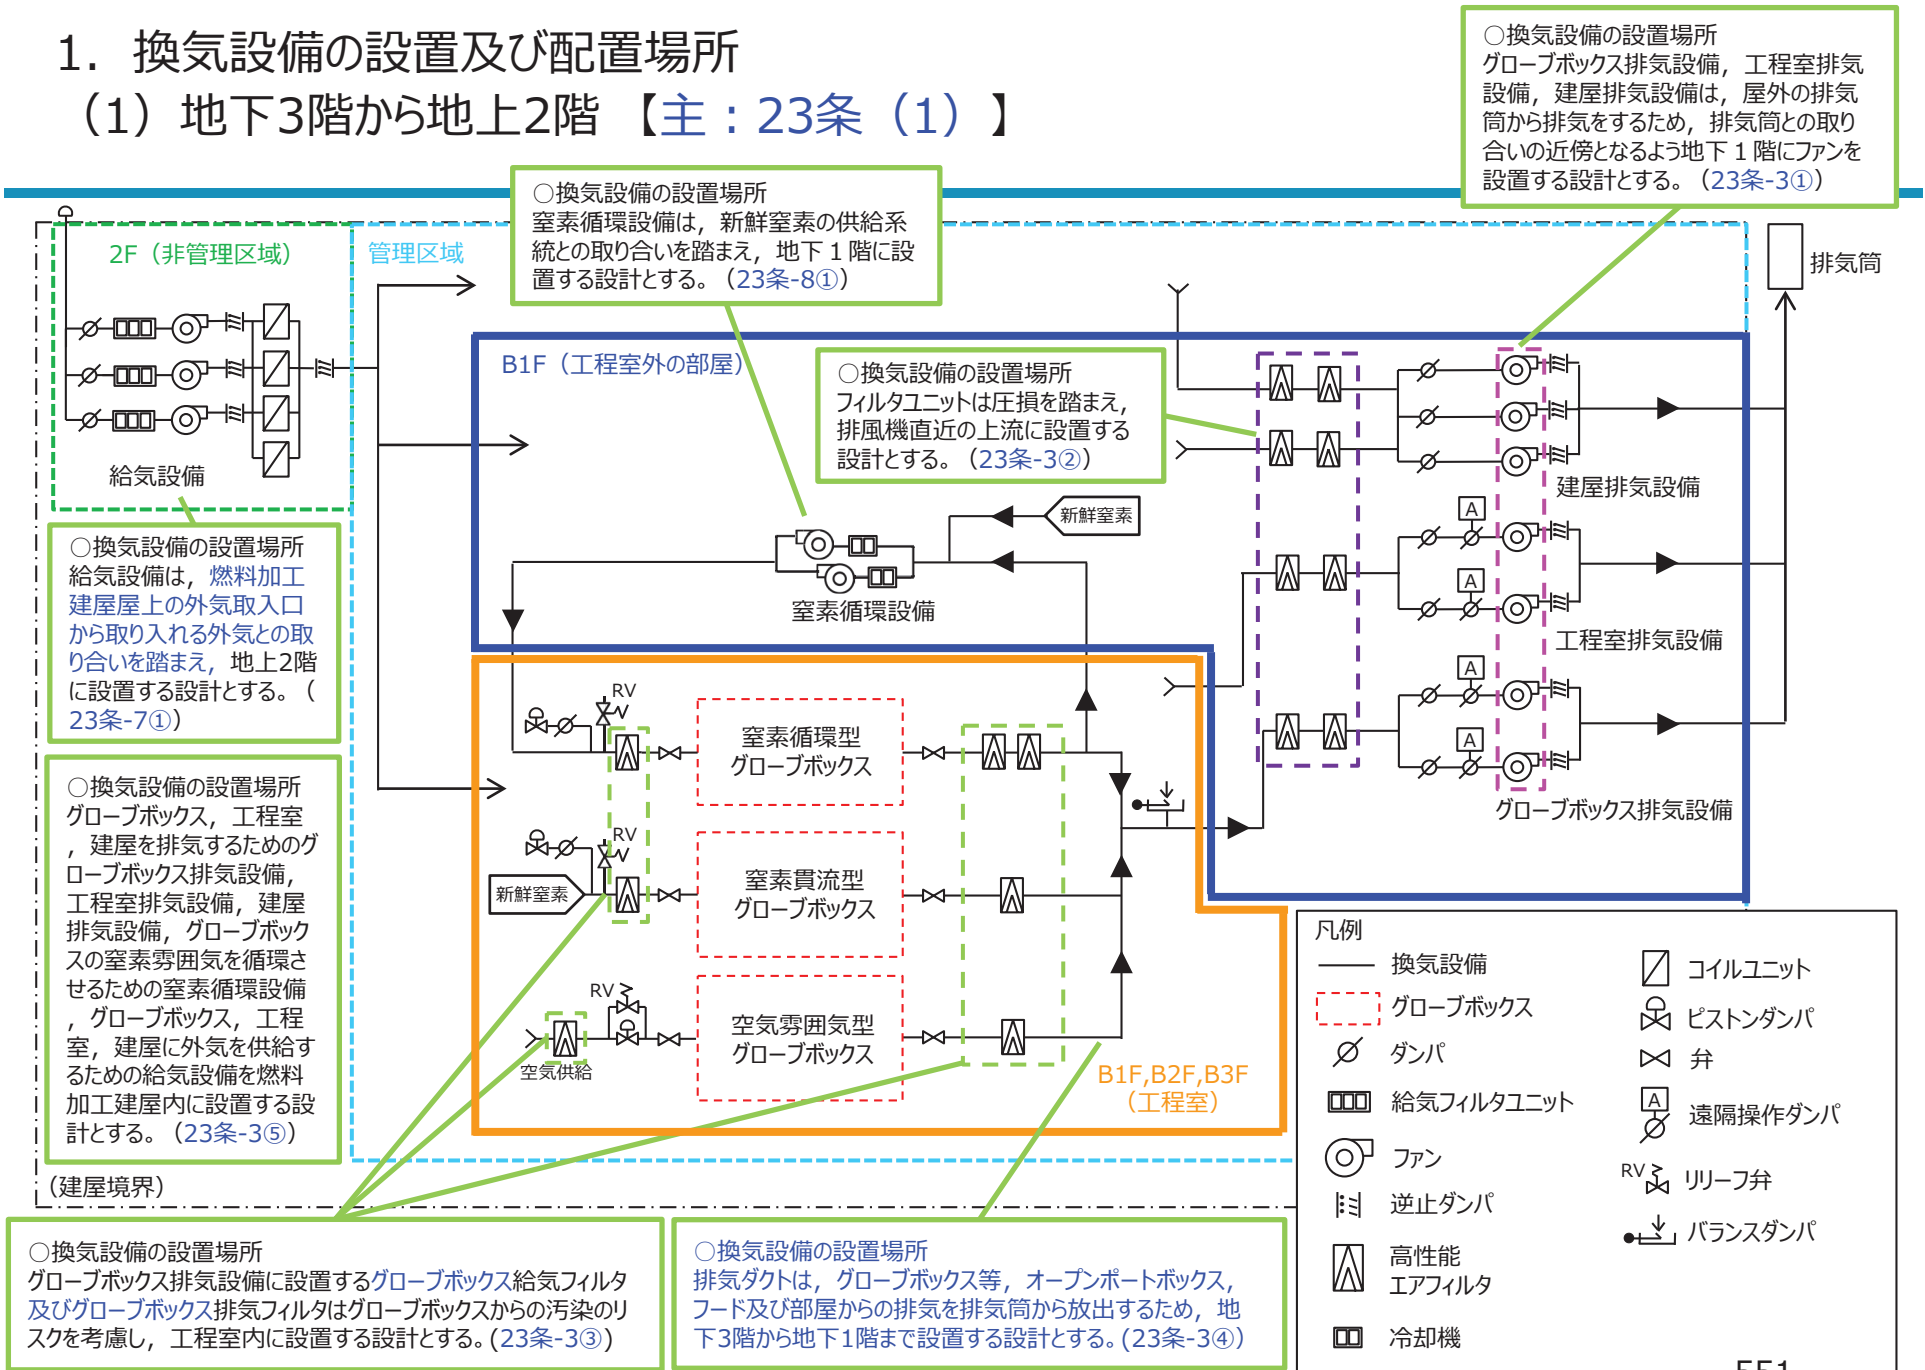 1．換気設備の設置及び配置場所
（1）地下3階から地上2階 【主：23条（1）】
○換気設備の設置場所
グローブボックス排気設備，工程室排気
設備，建屋排気設備は，屋外の排気
筒から排気をするため，排気筒との取り
合いの近傍となるよう地下１階にファンを
設置する設計とする。（23条-3①）
○換気設備の設置場所
窒素循環設備は，新鮮窒素の供給系
統との取り合いを踏まえ，地下１階に設
置する設計とする。（23条-8①）
2F（非管理区域）
管理区域
排気筒
B1F（工程室外の部屋）
○換気設備の設置場所
フィルタユニットは圧損を踏まえ，
排風機直近の上流に設置する
設計とする。（23条-3②）
給気設備
建屋排気設備
A
新鮮窒素
○換気設備の設置場所
給気設備は，燃料加工
建屋屋上の外気取入口
から取り入れる外気との取
り合いを踏まえ，地上2階
に設置する設計とする。（
23条-7①）
A
窒素循環設備
工程室排気設備
A
RV
窒素循環型
グローブボックス
A
グローブボックス排気設備
○換気設備の設置場所
グローブボックス，工程室
，建屋を排気するためのグ
ローブボックス排気設備，
工程室排気設備，建屋
排気設備，グローブボック
スの窒素雰囲気を循環さ
せるための窒素循環設備
，グローブボックス，工程
室，建屋に外気を供給す
るための給気設備を燃料
加工建屋内に設置する設
計とする。（23条-3⑤）
RV
新鮮窒素
窒素貫流型
グローブボックス
RV
空気供給
空気雰囲気型
グローブボックス
B1F,B2F,B3F
（工程室）
（建屋境界）
凡例
換気設備
グローブボックス
ダンパ
給気フィルタユニット
ファン
逆止ダンパ
高性能
エアフィルタ
冷却機
コイルユニット
ピストンダンパ
弁
A
遠隔操作ダンパ
RV
リリーフ弁
バランスダンパ
○換気設備の設置場所
グローブボックス排気設備に設置するグローブボックス給気フィルタ
及びグローブボックス排気フィルタはグローブボックスからの汚染のリ
スクを考慮し，工程室内に設置する設計とする。(23条-3③)
○換気設備の設置場所
排気ダクトは，グローブボックス等，オープンポートボックス，
フード及び部屋からの排気を排気筒から放出するため，地
下3階から地下1階まで設置する設計とする。(23条-3④)
551